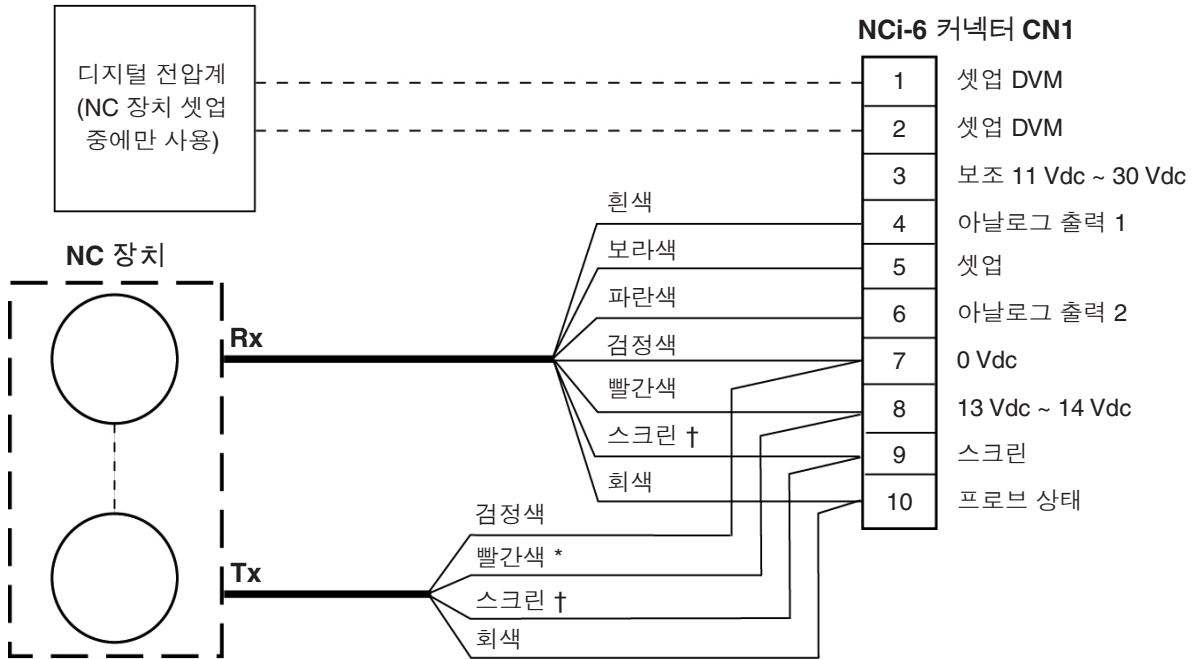 NCi-6 커넥터 CN1
디지털 전압계
(NC 장치 셋업
중에만 사용)
1 셋업 DVM
2 셋업 DVM
3 보조 11 Vdc ~ 30 Vdc
흰색
4 아날로그 출력 1
NC 장치
보라색
5 셋업
파란색
6 아날로그 출력 2
Rx
검정색
7 0 Vdc
빨간색
8 13 Vdc ~ 14 Vdc
스크린 †
9 스크린
회색
10 프로브 상태
검정색
빨간색 *
Tx
스크린 †
회색